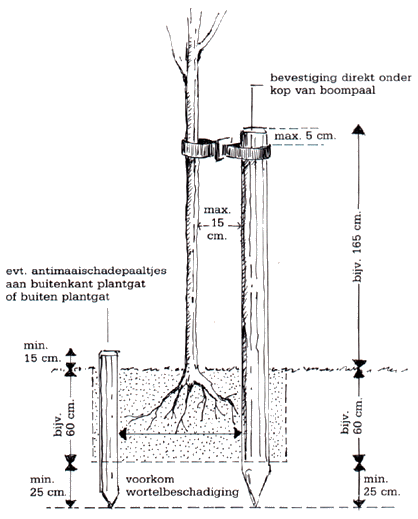 bevestiging direkt onder
kop van boompaal
max. 5 cm.
max.
15
cm.
bijv. 165 cm.
evt. antimaaischadepaaltjes
aan buitenkant plantgat
of buiten plantgat
min.
15 cm.
bijv.
60 cm.
bijv.
60 cm.
min.
25 cm.
voorkom
wortelbeschadiging
min.
25 cm.